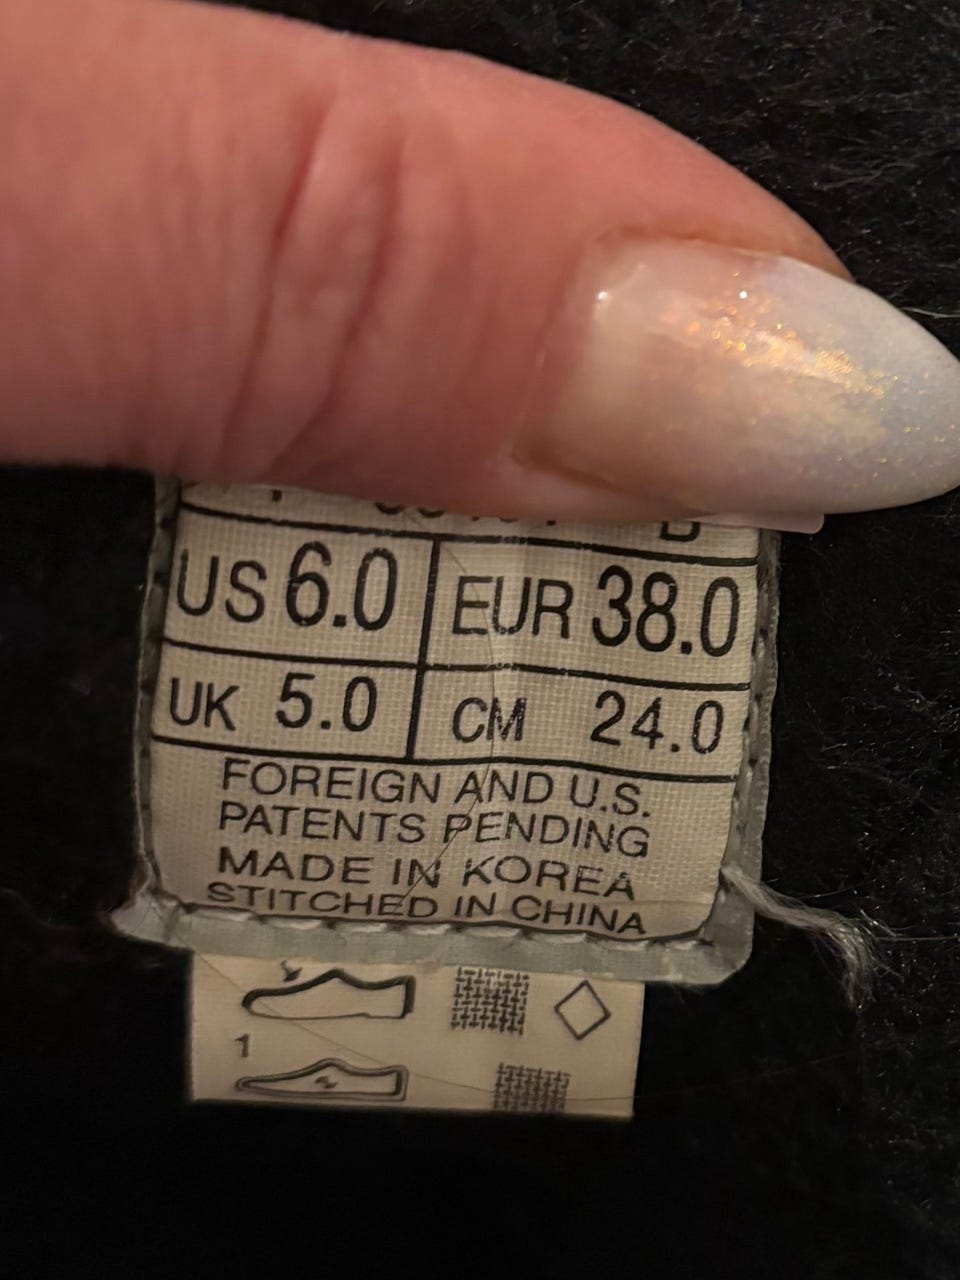 US 6.0 EUR 38.0
UK 5.0 CM 24.0
FOREIGN AND U.S.
PATENTS PENDING
MADE IN KOREA
STITCHED IN CHINA
1